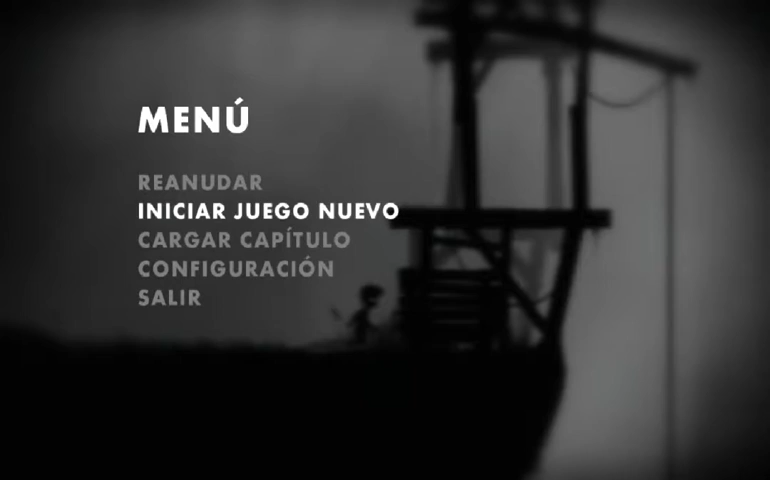 MENÚ
REANUDAR
INICIAR JUEGO NUEVO
CARGAR CAPÍTULO
CONFIGURACIÓN
SALIR